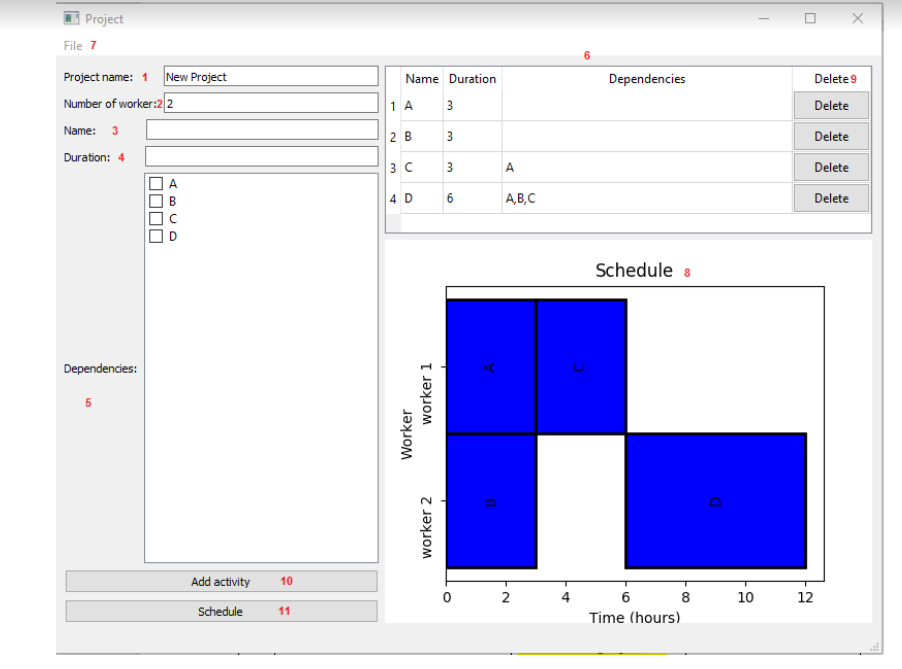 Project
File 7
Project name: 1 New Project
Number of worker: 2 2
Name: 3
Duration: 4
A
B
C
D
Dependencies:
5
Add activity 10
Schedule 11
6
Name Duration Dependencies Delete 9
1 A 3 Delete
2 B 3 Delete
3 C 3 A Delete
4 D 6 A,B,C Delete
Schedule 8
Worker
worker 1
worker 2
A
C
B
D
0 2 4 6 8 10 12
Time (hours)